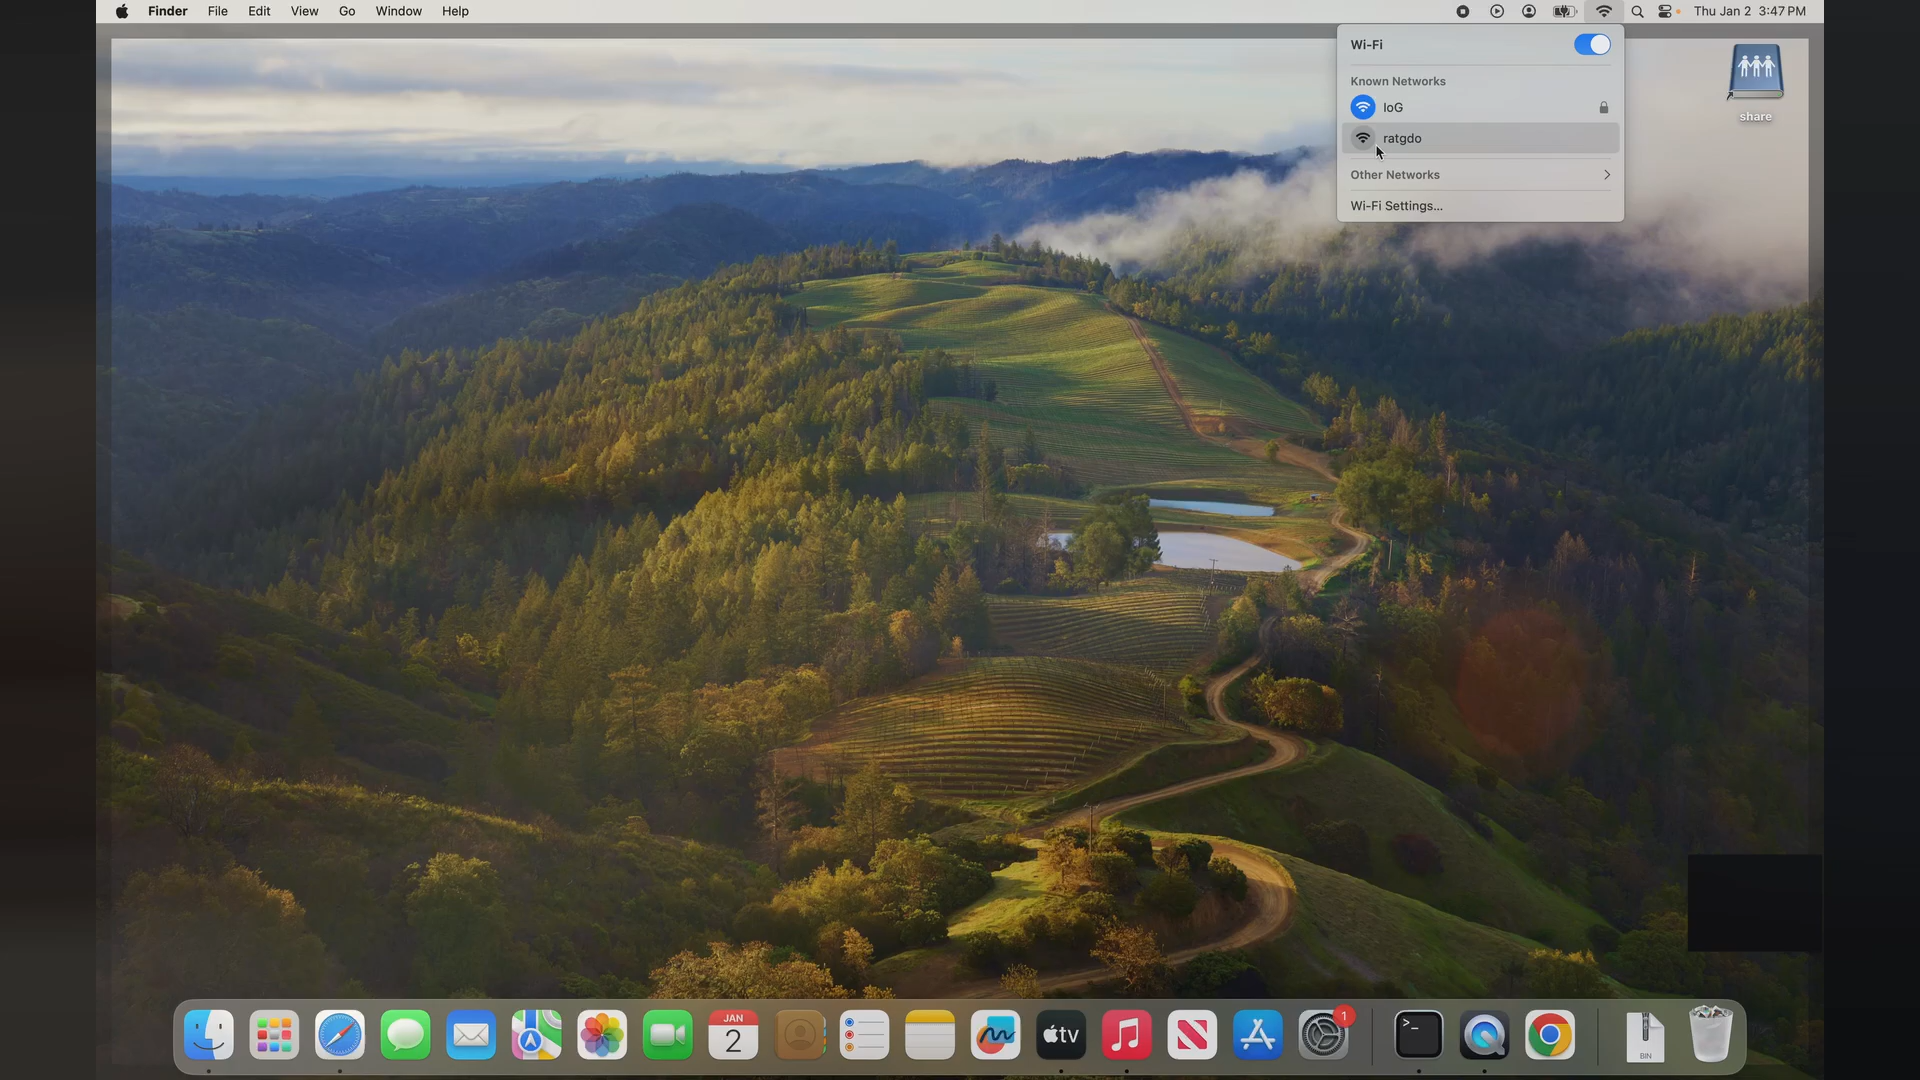 Finder File Edit View Go Window Help
Thu Jan 2 3:47 PM
Wi-Fi
Known Networks
IoG
ratgdo
Other Networks
Wi-Fi Settings...
share
JAN
2
tv
1
>_
BIN